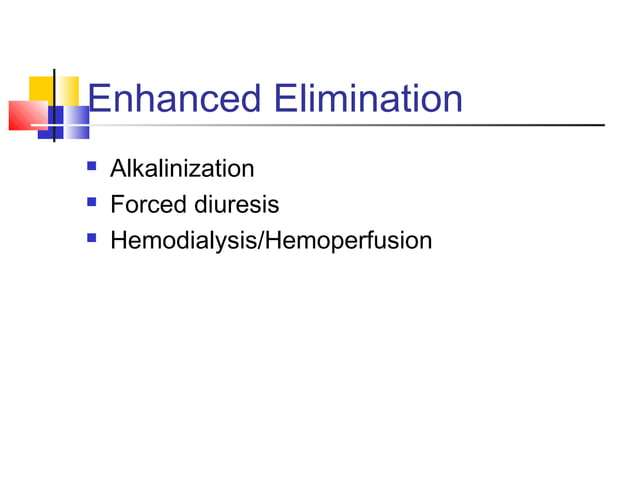 Enhanced Elimination
Alkalinization
Forced diuresis
Hemodialysis/Hemoperfusion